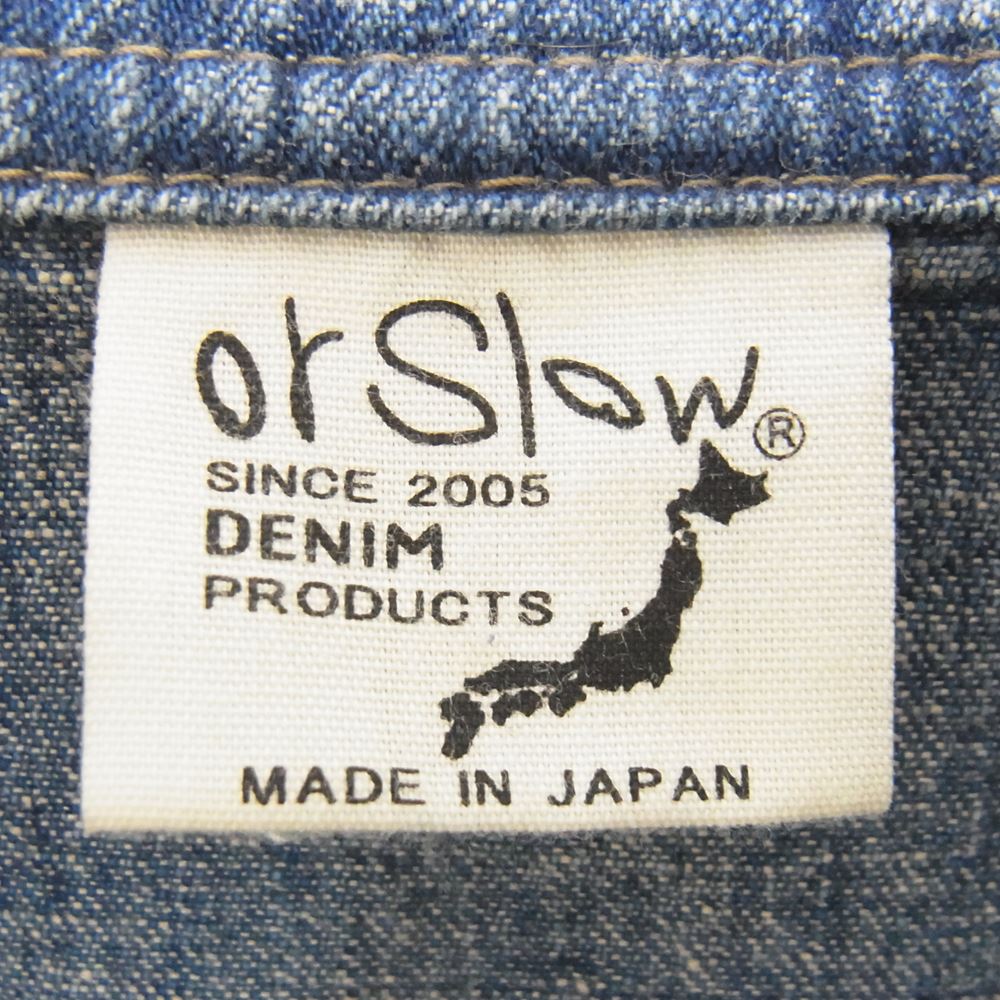 orSlow®
SINCE 2005
DENIM
PRODUCTS
MADE IN JAPAN